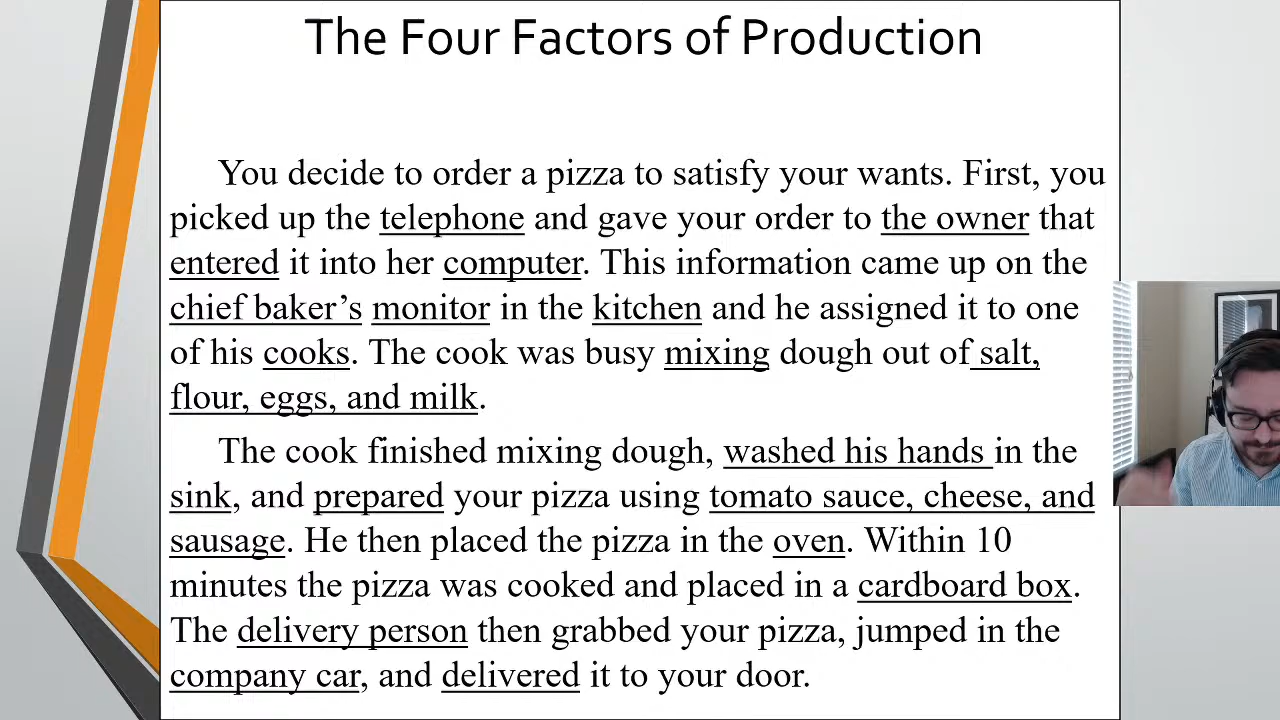 The Four Factors of Production
You decide to order a pizza to satisfy your wants. First, you
picked up the telephone and gave your order to the owner that
entered it into her computer. This information came up on the
chief baker’s monitor in the kitchen and he assigned it to one
of his cooks. The cook was busy mixing dough out of salt,
flour, eggs, and milk.
The cook finished mixing dough, washed his hands in the
sink, and prepared your pizza using tomato sauce, cheese, and
sausage. He then placed the pizza in the oven. Within 10
minutes the pizza was cooked and placed in a cardboard box.
The delivery person then grabbed your pizza, jumped in the
company car, and delivered it to your door.